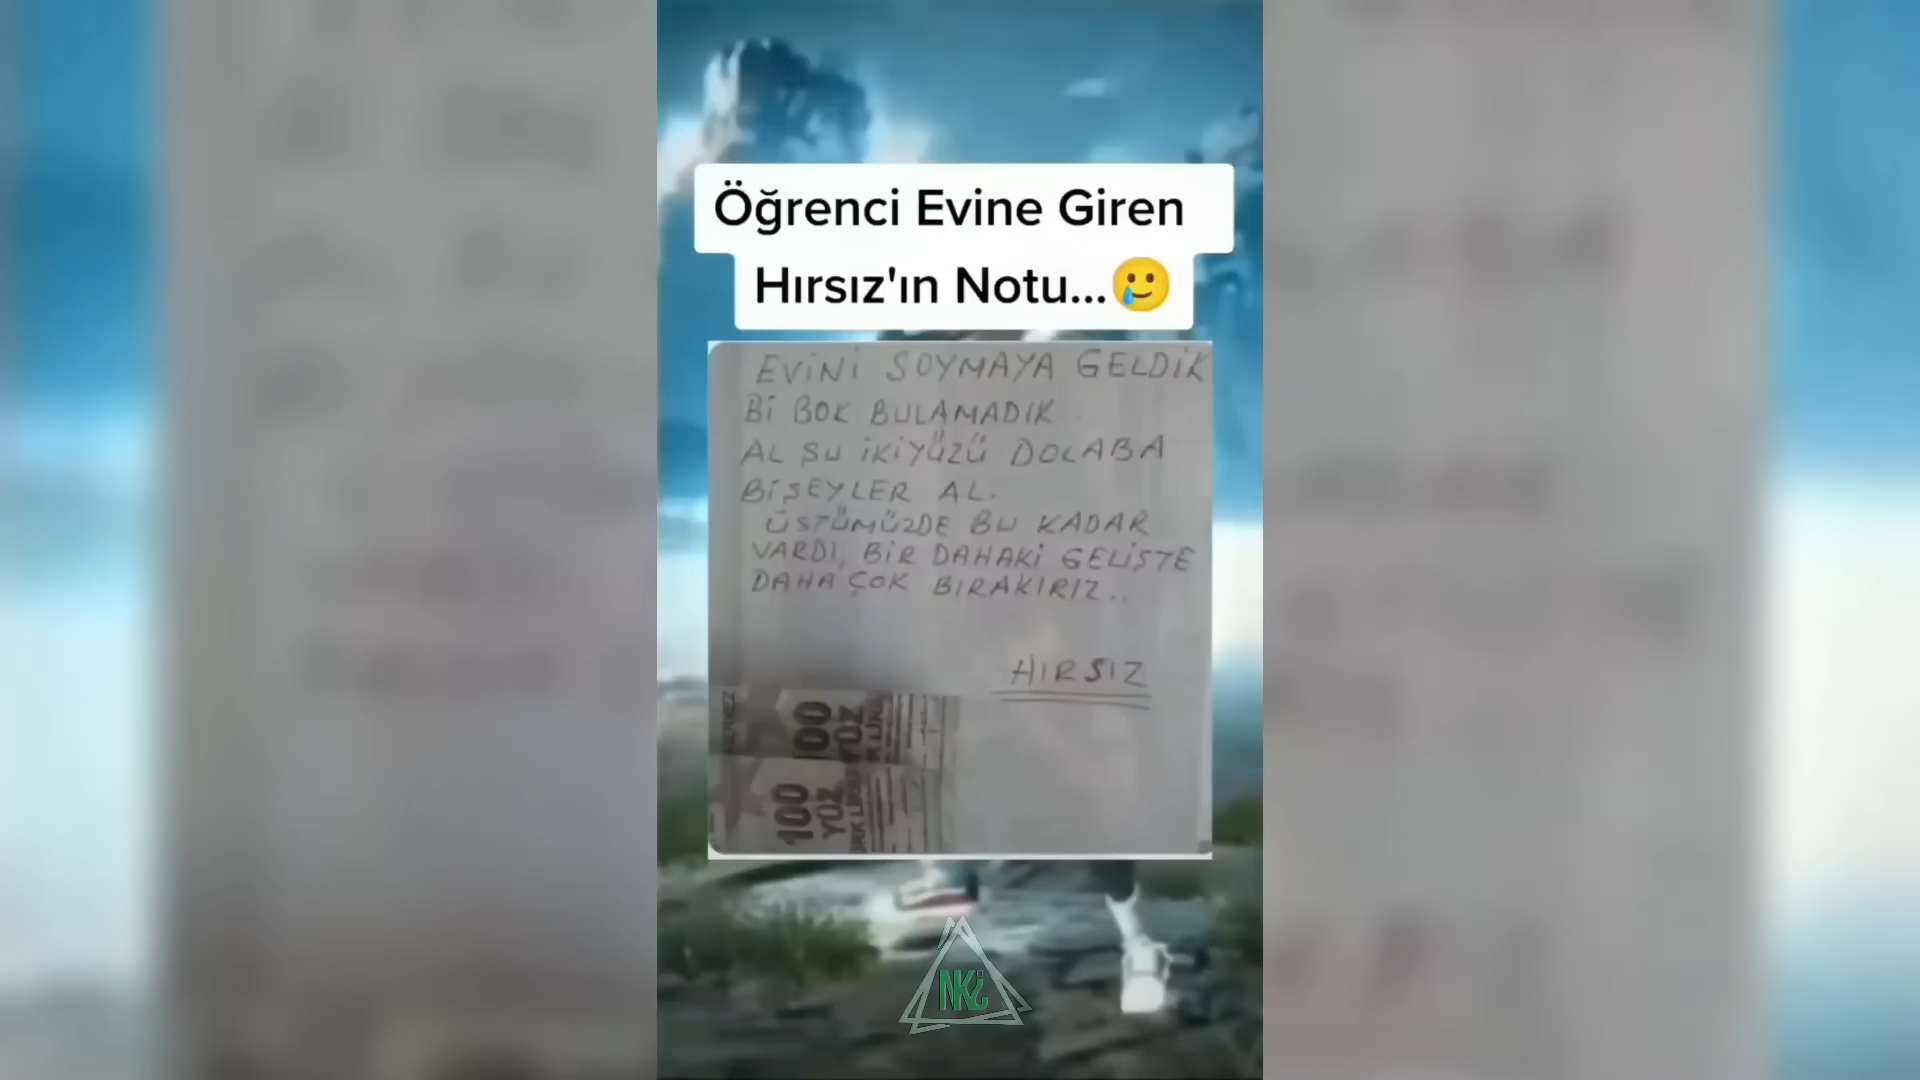 Öğrenci Evine Giren
Hırsız'ın Notu...🥲
EVİNİ SOYMAYA GELDİK
Bİ BOK BULAMADIK..
AL ŞU İKİYÜZÜ DOLABA
BİŞEYLER AL.
ÜSTÜMÜZDE BU KADAR
VARDI, BİR DAHAKİ GELİŞTE
DAHA ÇOK BIRAKIRIZ..
HIRSIZ
100
YÜZ
100
YÜZ
NKİ